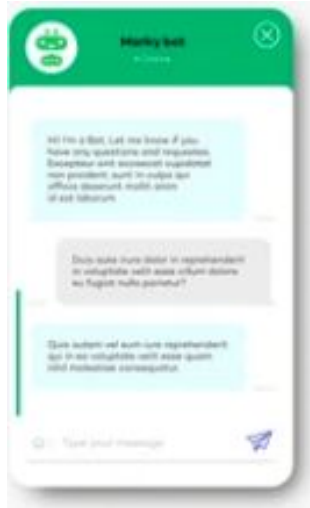 Marky bot
Hi! I'm a Bot. Let me know if you
have any questions and requestes.
Excepteur sint occaecat cupidatat
non proident, sunt in culpa qui
officia deserunt mollit anim
id est laborum
Duis aute irure dolor in reprehenderit
in voluptate velit esse cillum dolore
eu fugiat nulla pariatur?
Quis autem vel eum iure reprehenderit
qui in ea voluptate velit esse quam
nihil molestiae consequatur.
Type your message